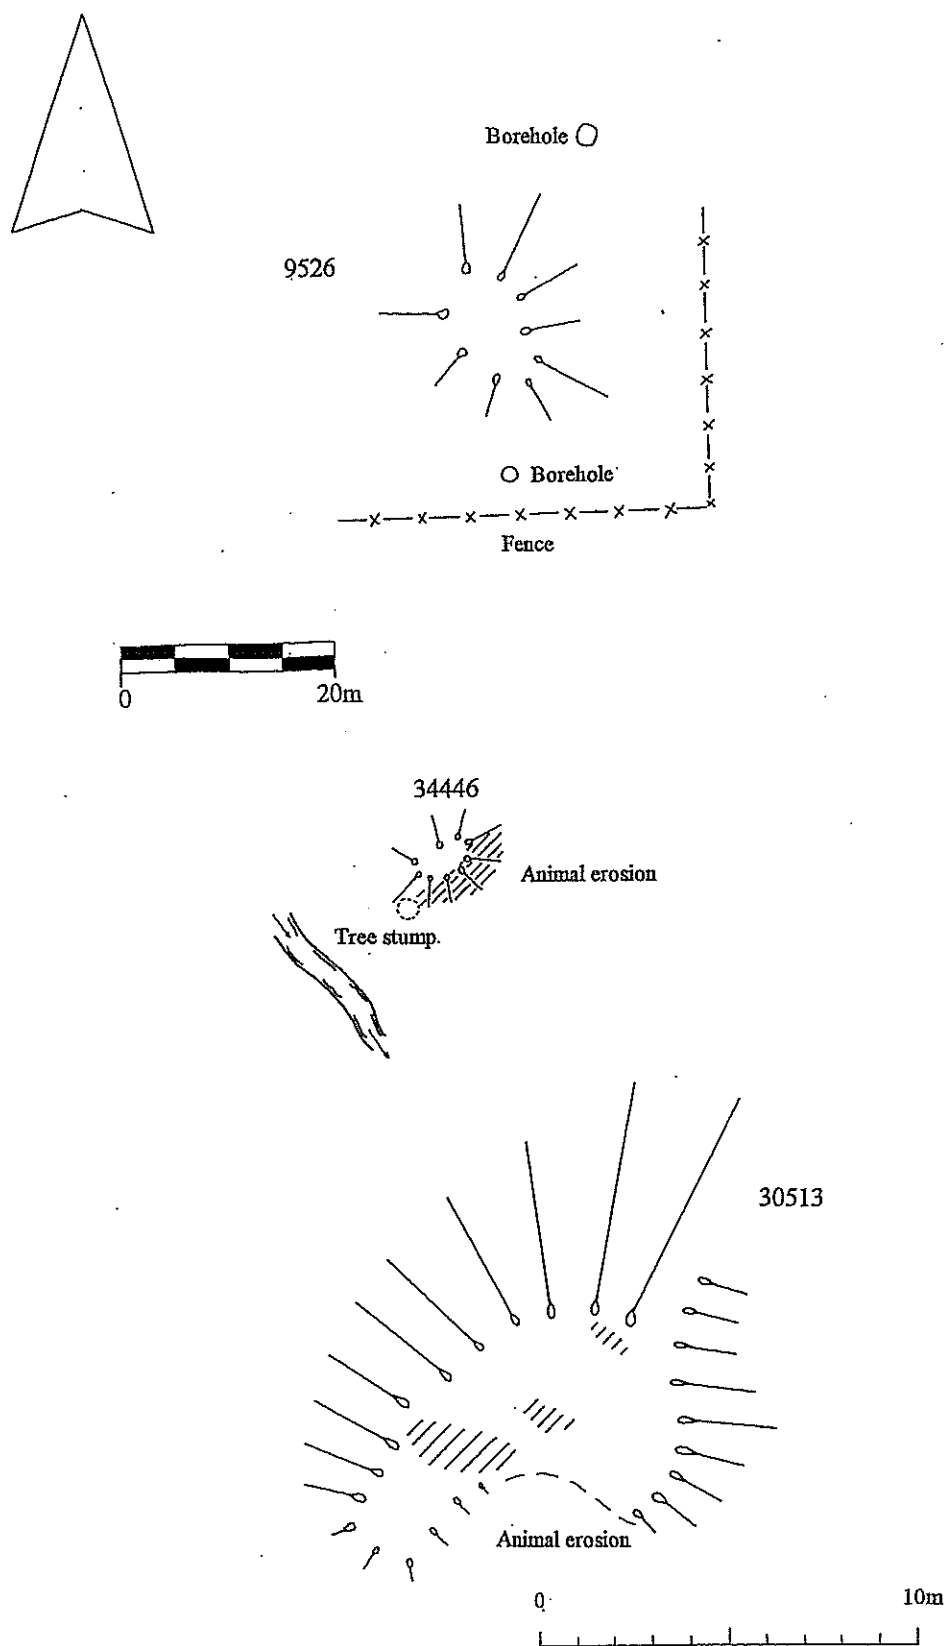 Borehole
9526
Borehole
Fence
0 20m
34446
Animal erosion
Tree stump.
30513
Animal erosion
0 10m